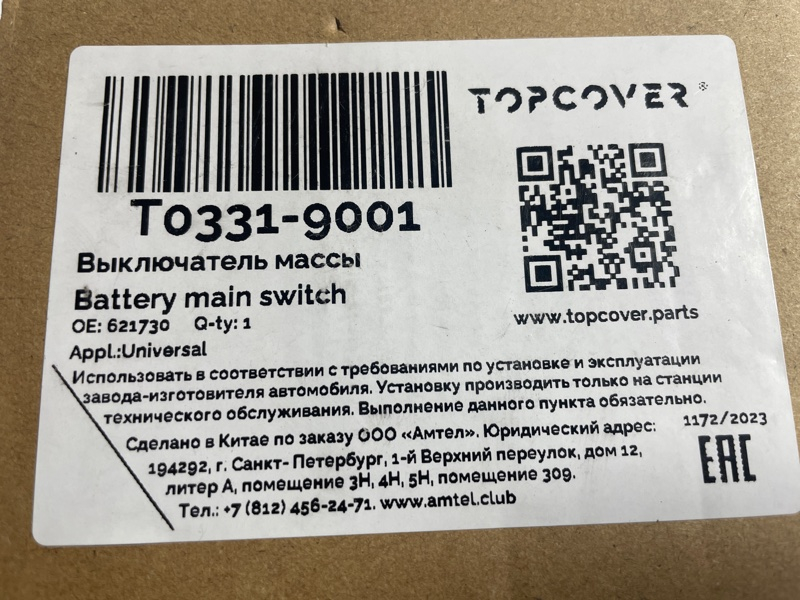 TOPCOVER®
T0331-9001
Выключатель массы
Battery main switch
OE: 621730 Q-ty: 1
www.topcover.parts
Appl.:Universal
Использовать в соответствии с требованиями по установке и эксплуатации
завода-изготовителя автомобиля. Установку производить только на станции
технического обслуживания. Выполнение данного пункта обязательно.
Сделано в Китае по заказу ООО «Амтел». Юридический адрес:
1172/2023
194292, г. Санкт- Петербург, 1-й Верхний переулок, дом 12,
литер А, помещение 3Н, 4Н, 5Н, помещение 309.
Тел.: +7 (812) 456-24-71. www.amtel.club
EAC